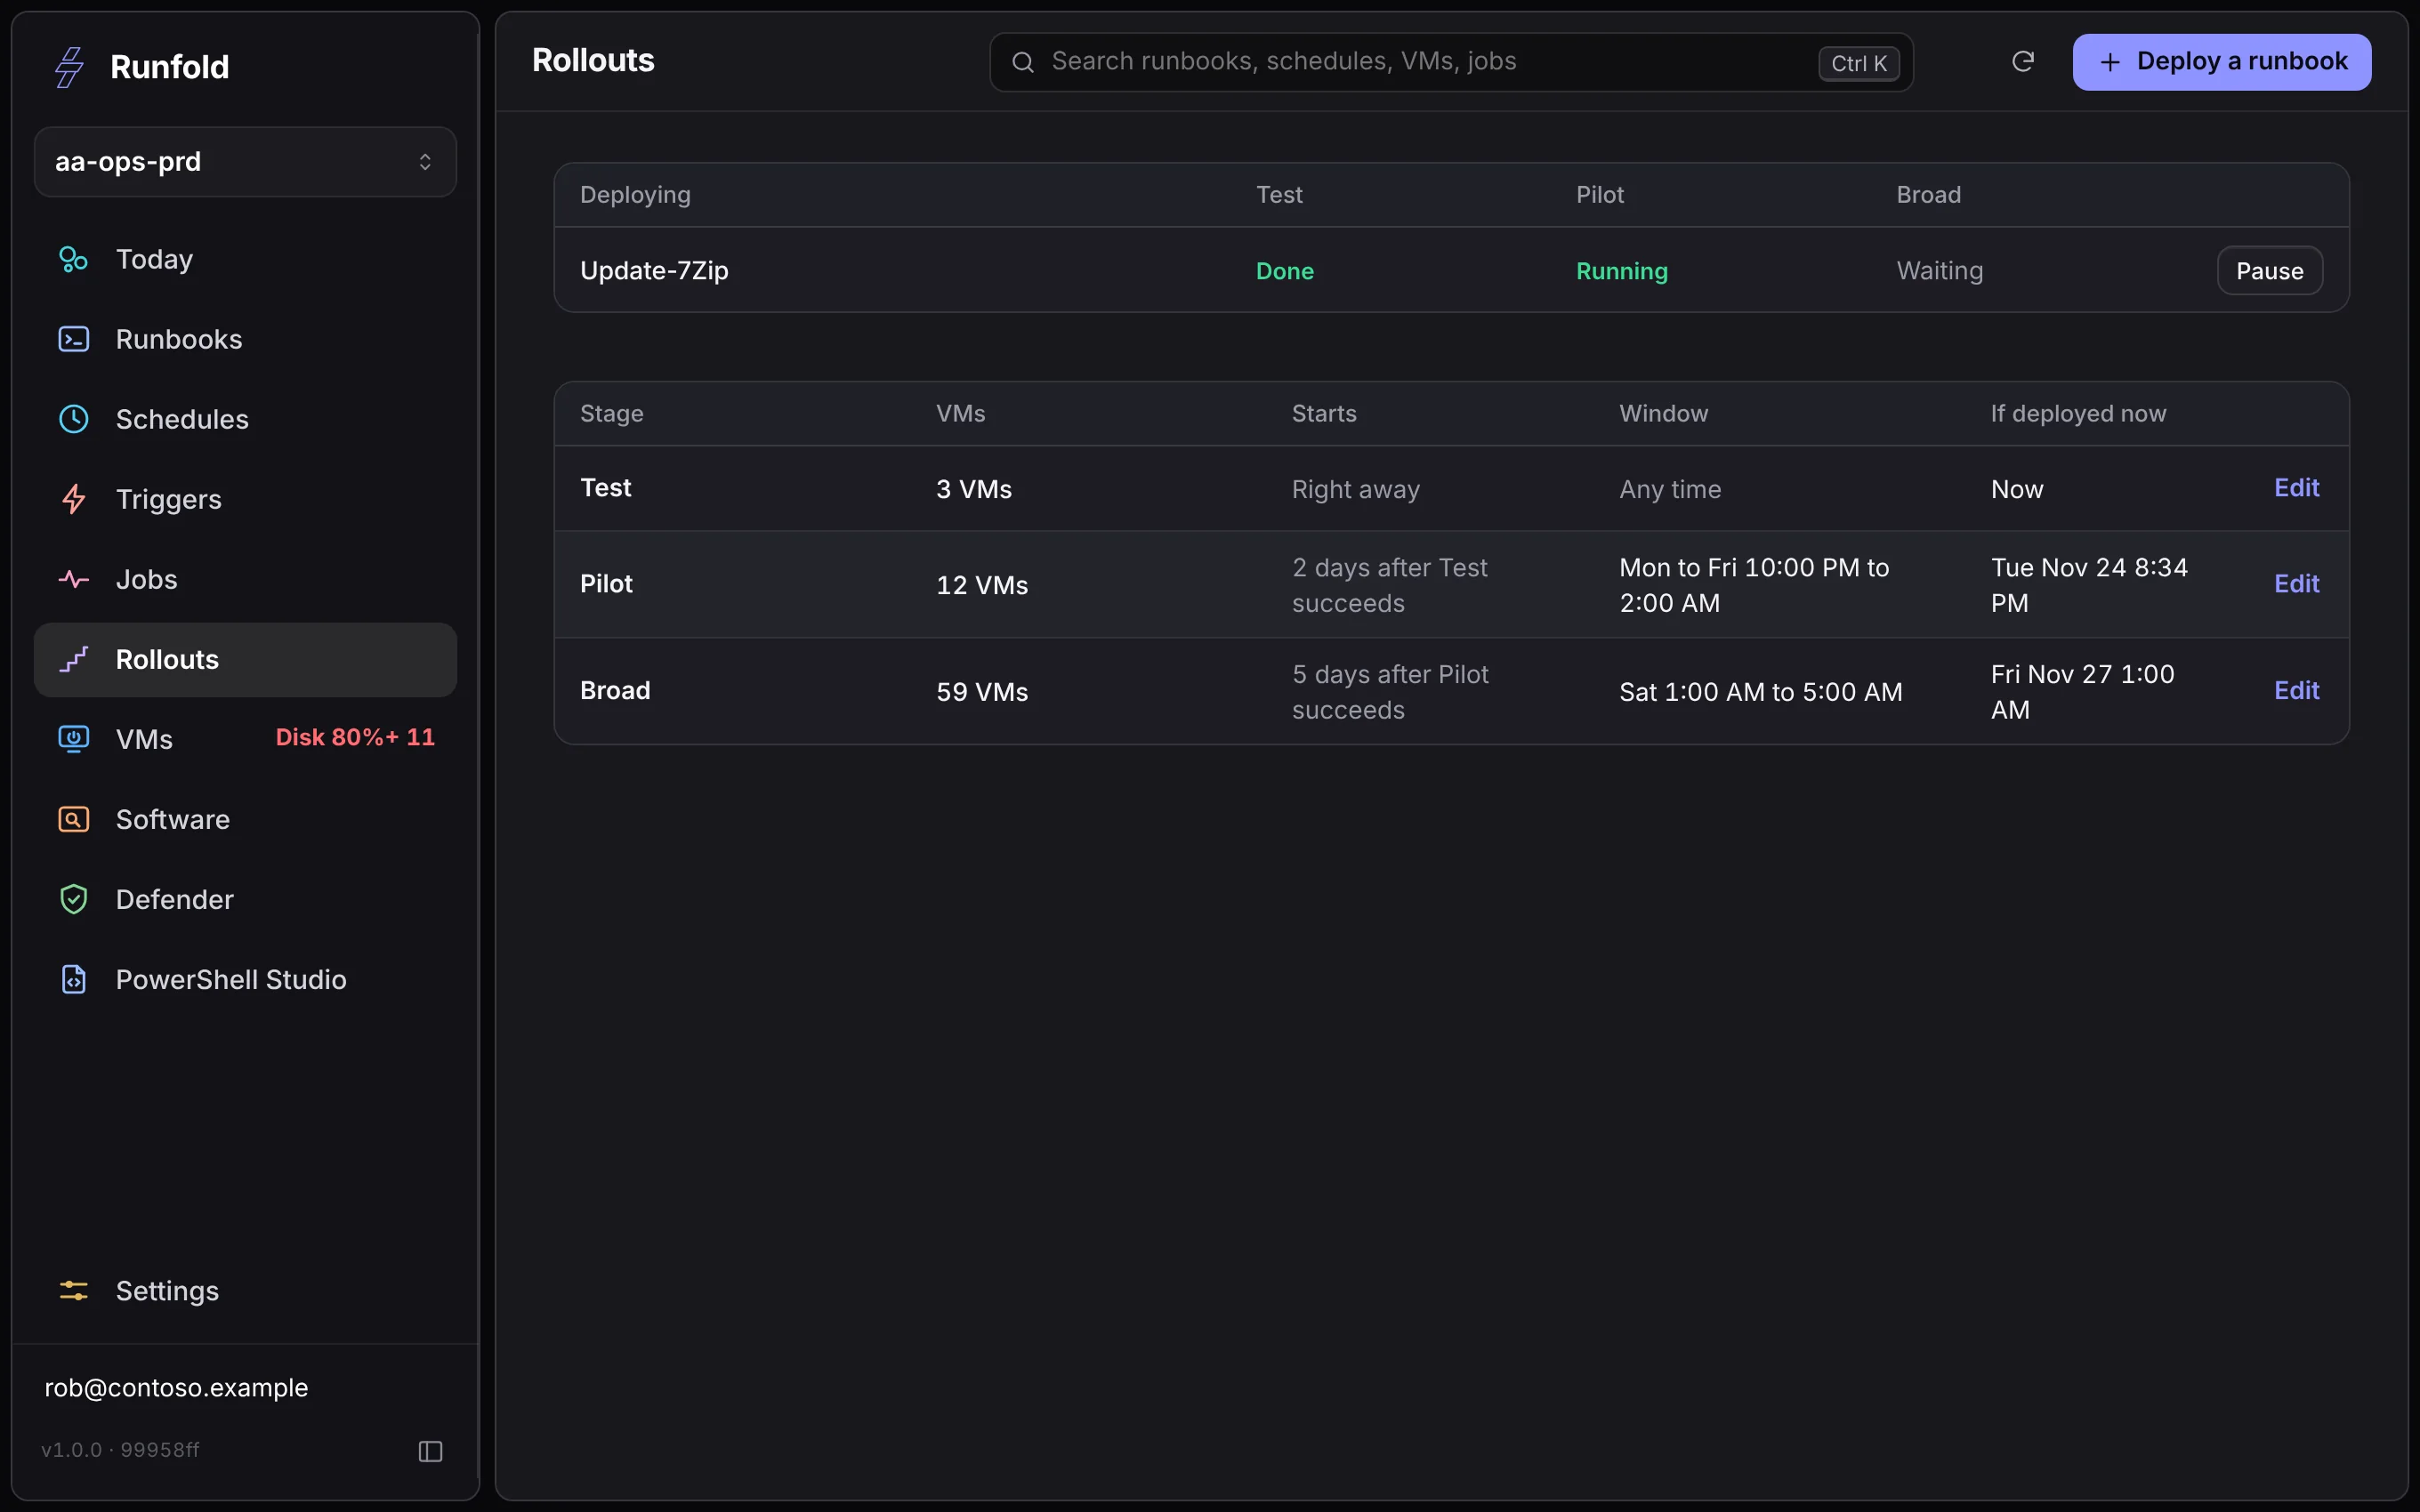 Runfold
aa-ops-prd
Today
Runbooks
Schedules
Triggers
Jobs
Rollouts
VMs Disk 80%+ 11
Software
Defender
PowerShell Studio
Settings
rob@contoso.example
v1.0.0 · 99958ff
Rollouts
Search runbooks, schedules, VMs, jobs Ctrl K
Deploy a runbook
Deploying Test Pilot Broad
Update-7Zip Done Running Waiting Pause
Stage VMs Starts Window If deployed now
Test 3 VMs Right away Any time Now Edit
Pilot 12 VMs 2 days after Test succeeds Mon to Fri 10:00 PM to 2:00 AM Tue Nov 24 8:34 PM Edit
Broad 59 VMs 5 days after Pilot succeeds Sat 1:00 AM to 5:00 AM Fri Nov 27 1:00 AM Edit